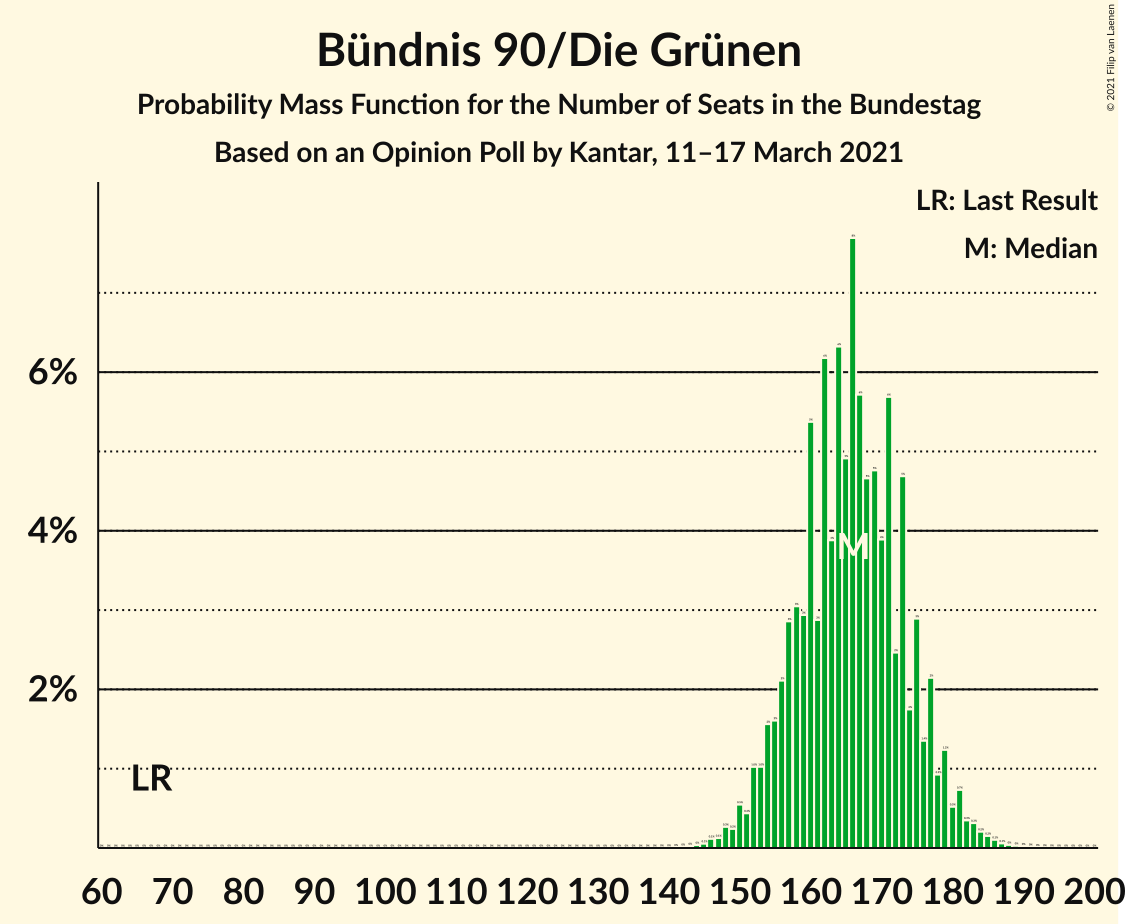 Bündnis 90/Die Grünen
Probability Mass Function for the Number of Seats in the Bundestag
Based on an Opinion Poll by Kantar, 11–17 March 2021
© 2021 Filip van Laenen
LR: Last Result
M: Median
6%
4%
2%
LR
M
60 70 80 90 100 110 120 130 140 150 160 170 180 190 200